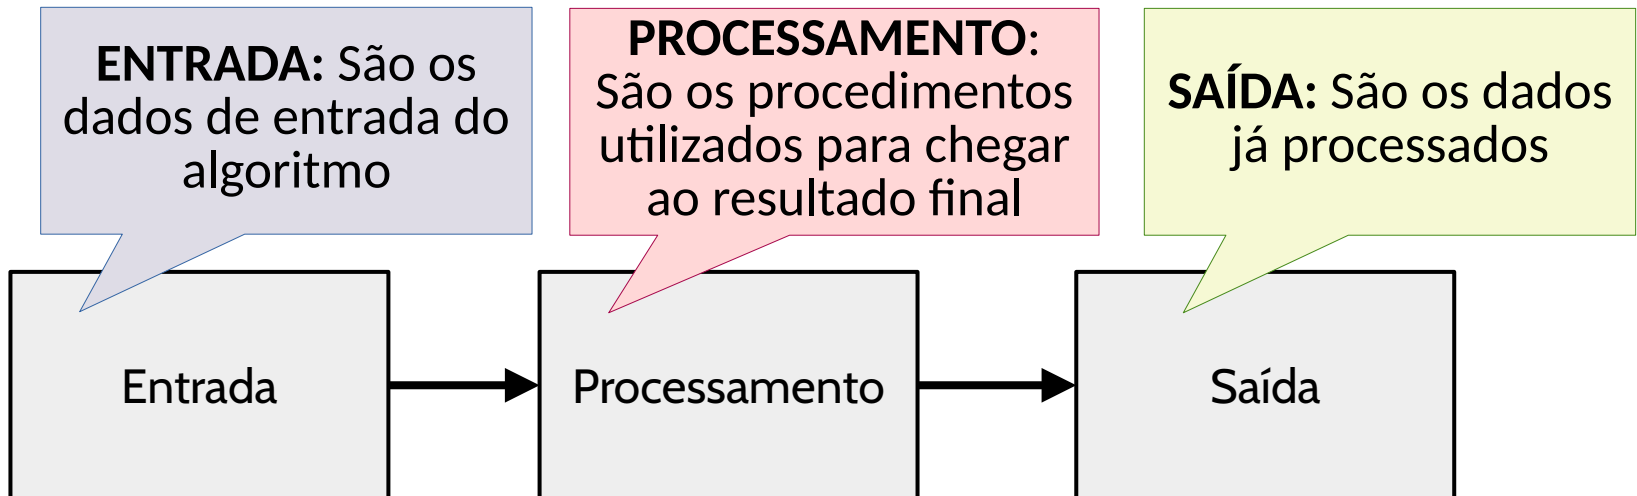 ENTRADA: São os
dados de entrada do
algoritmo
PROCESSAMENTO:
São os procedimentos
utilizados para chegar
ao resultado final
SAÍDA: São os dados
já processados
Entrada
Processamento
Saída